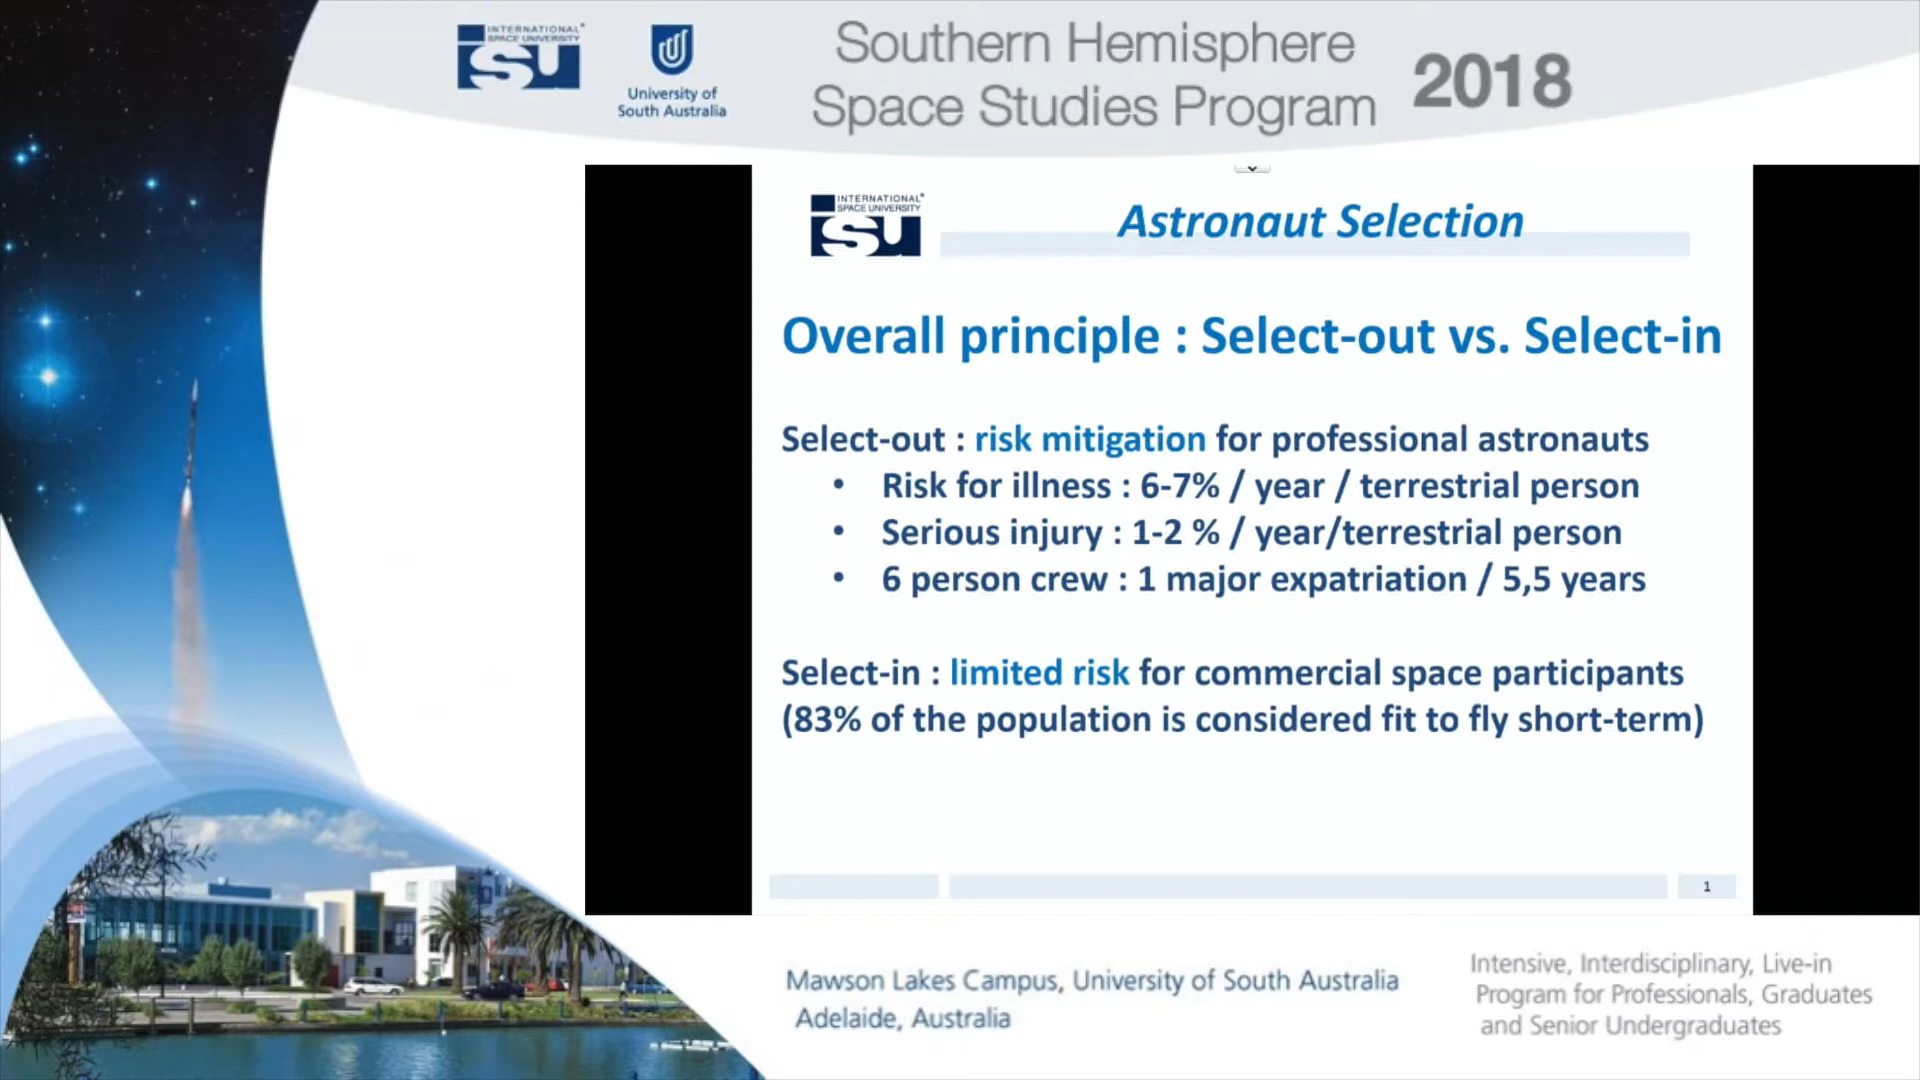 INTERNATIONAL
SPACE UNIVERSITY
ISU
University of
South Australia
Southern Hemisphere
Space Studies Program
2018
INTERNATIONAL
SPACE UNIVERSITY
ISU
Astronaut Selection
Overall principle : Select-out vs. Select-in
Select-out : risk mitigation for professional astronauts
• Risk for illness : 6-7% / year / terrestrial person
• Serious injury : 1-2 % / year/terrestrial person
• 6 person crew : 1 major expatriation / 5,5 years
Select-in : limited risk for commercial space participants
(83% of the population is considered fit to fly short-term)
1
Mawson Lakes Campus, University of South Australia
Adelaide, Australia
Intensive, Interdisciplinary, Live-in
Program for Professionals, Graduates
and Senior Undergraduates